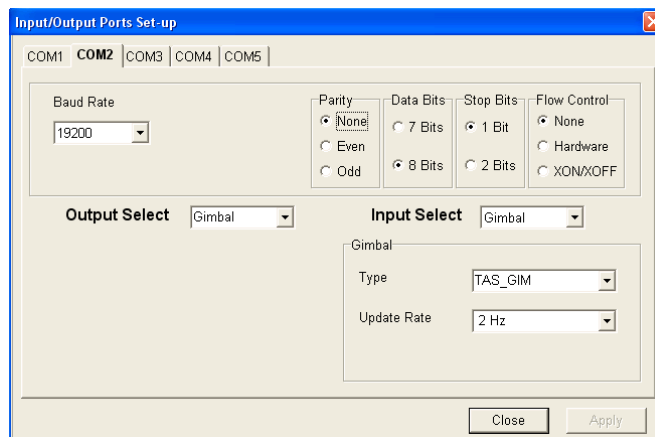 Input/Output Ports Set-up
COM1 COM2 COM3 COM4 COM5
Baud Rate
19200
Parity
None
Even
Odd
Data Bits
7 Bits
8 Bits
Stop Bits
1 Bit
2 Bits
Flow Control
None
Hardware
XON/XOFF
Output Select Gimbal
Input Select Gimbal
Gimbal
Type TAS_GIM
Update Rate 2 Hz
Close Apply